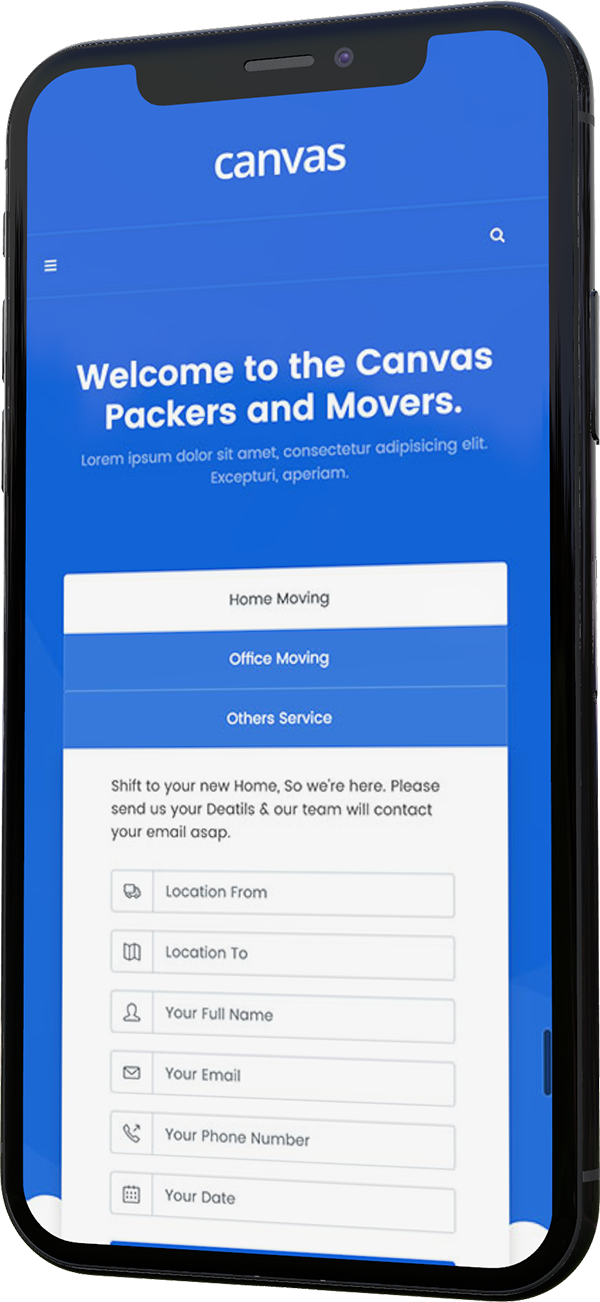 canvas
Welcome to the Canvas
Packers and Movers.
Lorem ipsum dolor sit amet, consectetur adipisicing elit.
Excepturi, aperiam.
Home Moving
Office Moving
Others Service
Shift to your new Home, So we're here. Please
send us your Deatils & our team will contact
your email asap.
Location From
Location To
Your Full Name
Your Email
Your Phone Number
Your Date